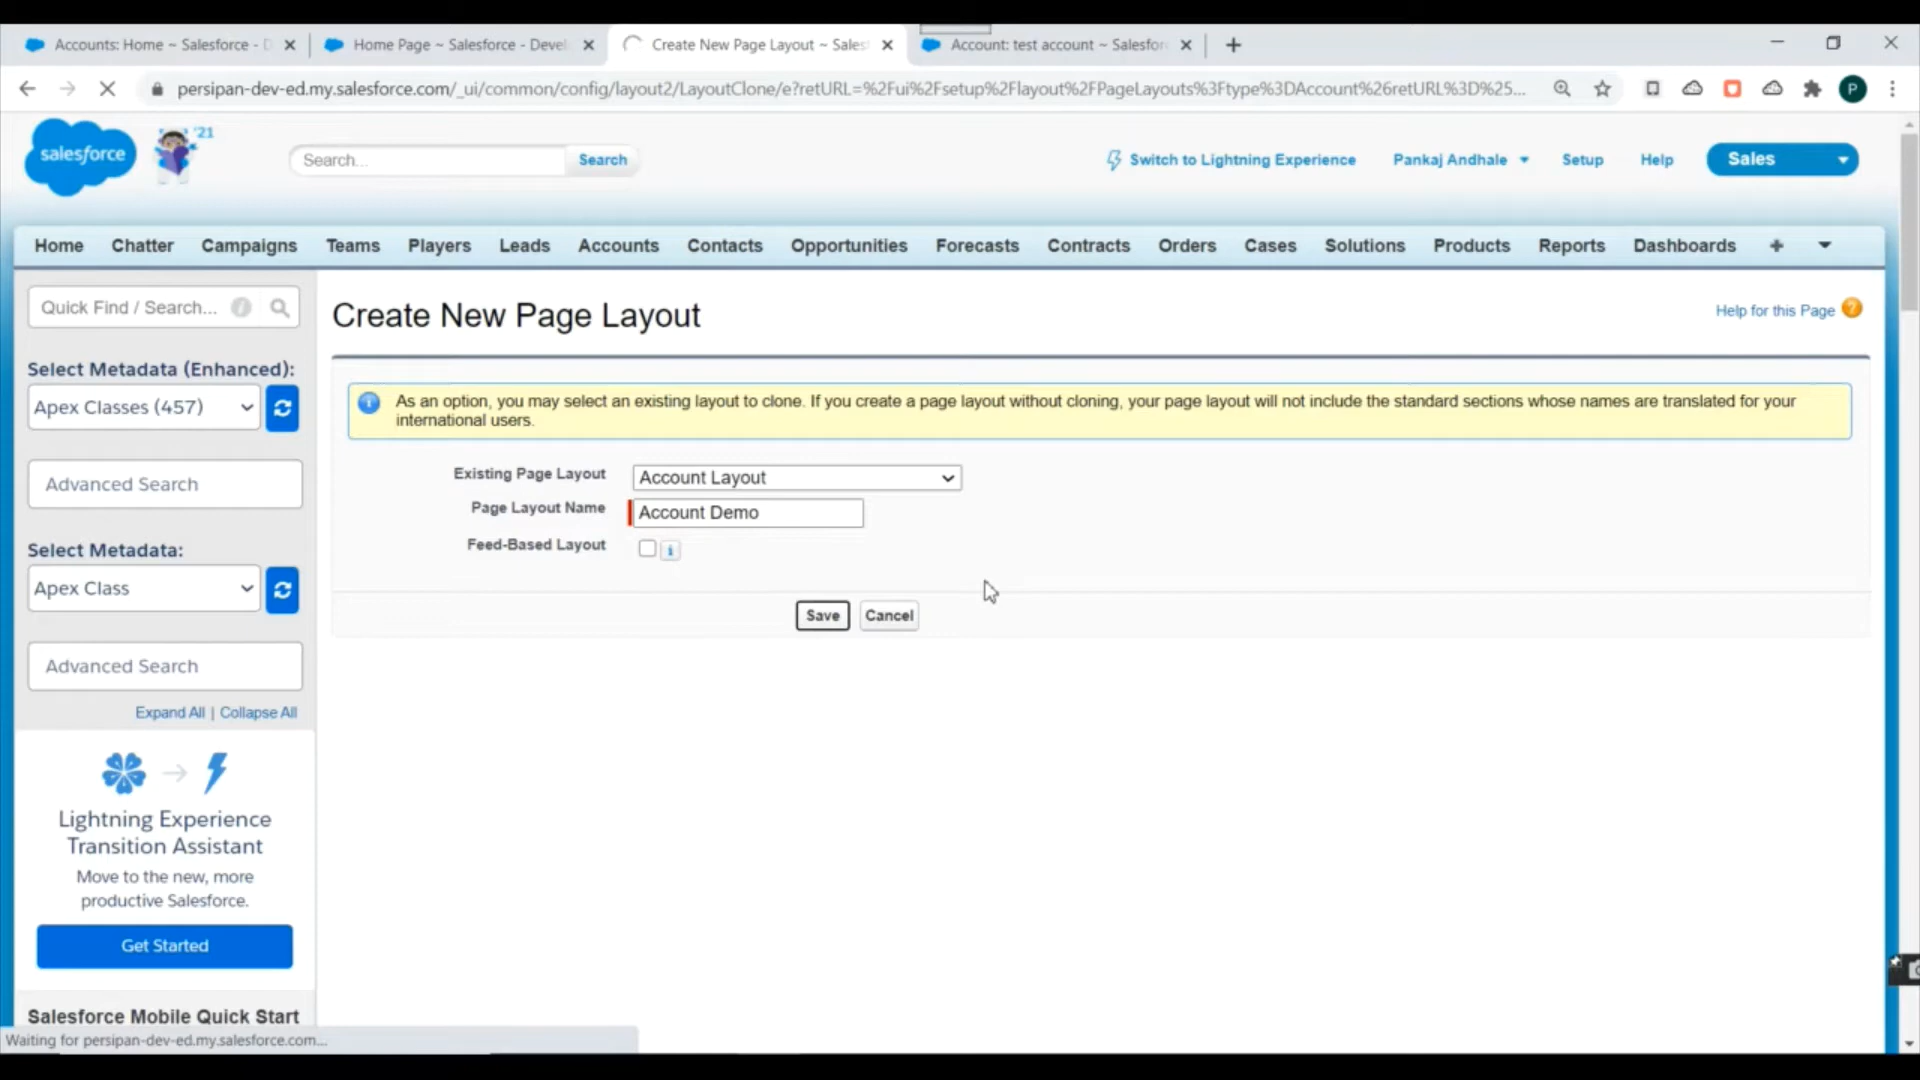 Accounts: Home ~ Salesforce - D
Home Page ~ Salesforce - Devel
Create New Page Layout ~ Sales
Account: test account ~ Salesfor
persipan-dev-ed.my.salesforce.com/_ui/common/config/layout2/LayoutClone/e?retURL=%2Fui%2Fsetup%2Flayout%2FPageLayouts%3Ftype%3DAccount%26retURL%3D%25...
P
salesforce
'21
Search...
Search
Switch to Lightning Experience
Pankaj Andhale
Setup
Help
Sales
Home Chatter Campaigns Teams Players Leads Accounts Contacts Opportunities Forecasts Contracts Orders Cases Solutions Products Reports Dashboards +
Quick Find / Search...
Select Metadata (Enhanced):
Apex Classes (457)
Advanced Search
Select Metadata:
Apex Class
Advanced Search
Expand All | Collapse All
Lightning Experience
Transition Assistant
Move to the new, more
productive Salesforce.
Get Started
Salesforce Mobile Quick Start
Create New Page Layout
Help for this Page
As an option, you may select an existing layout to clone. If you create a page layout without cloning, your page layout will not include the standard sections whose names are translated for your
international users.
Existing Page Layout Account Layout
Page Layout Name Account Demo
Feed-Based Layout
Save Cancel
Waiting for persipan-dev-ed.my.salesforce.com...